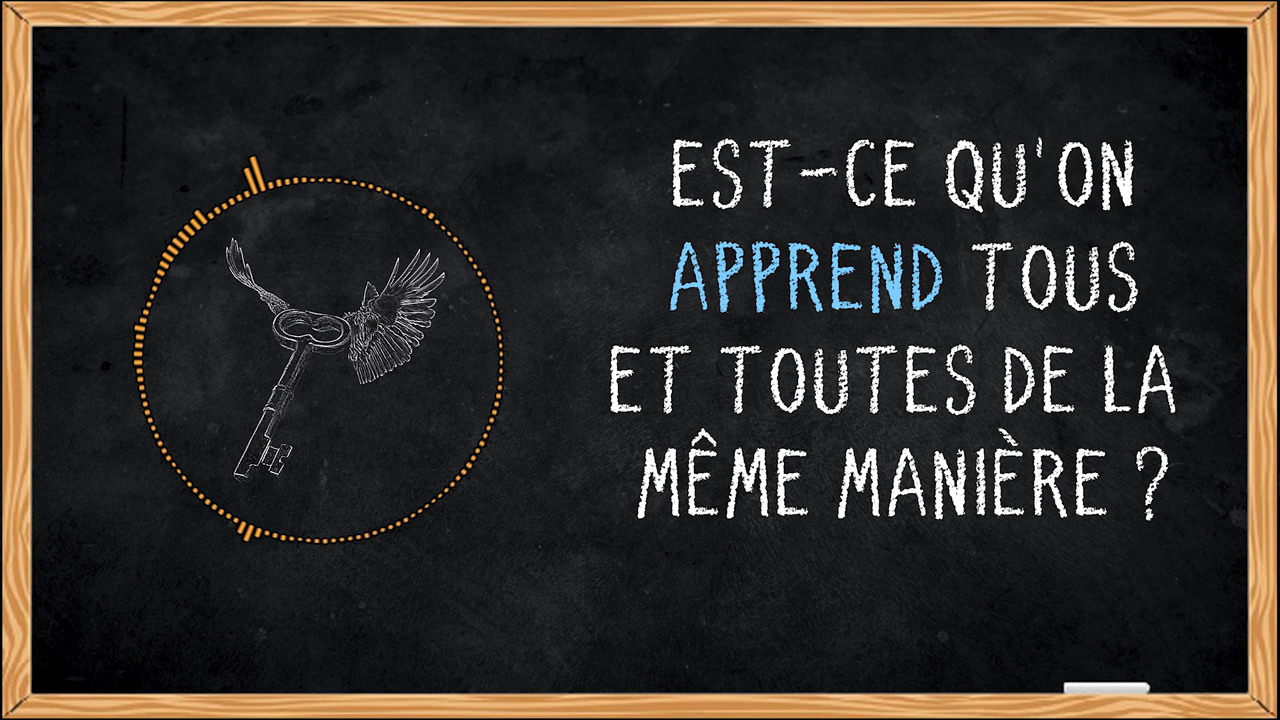 EST-CE QU'ON
APPREND TOUS
ET TOUTES DE LA
MÊME MANIÈRE ?